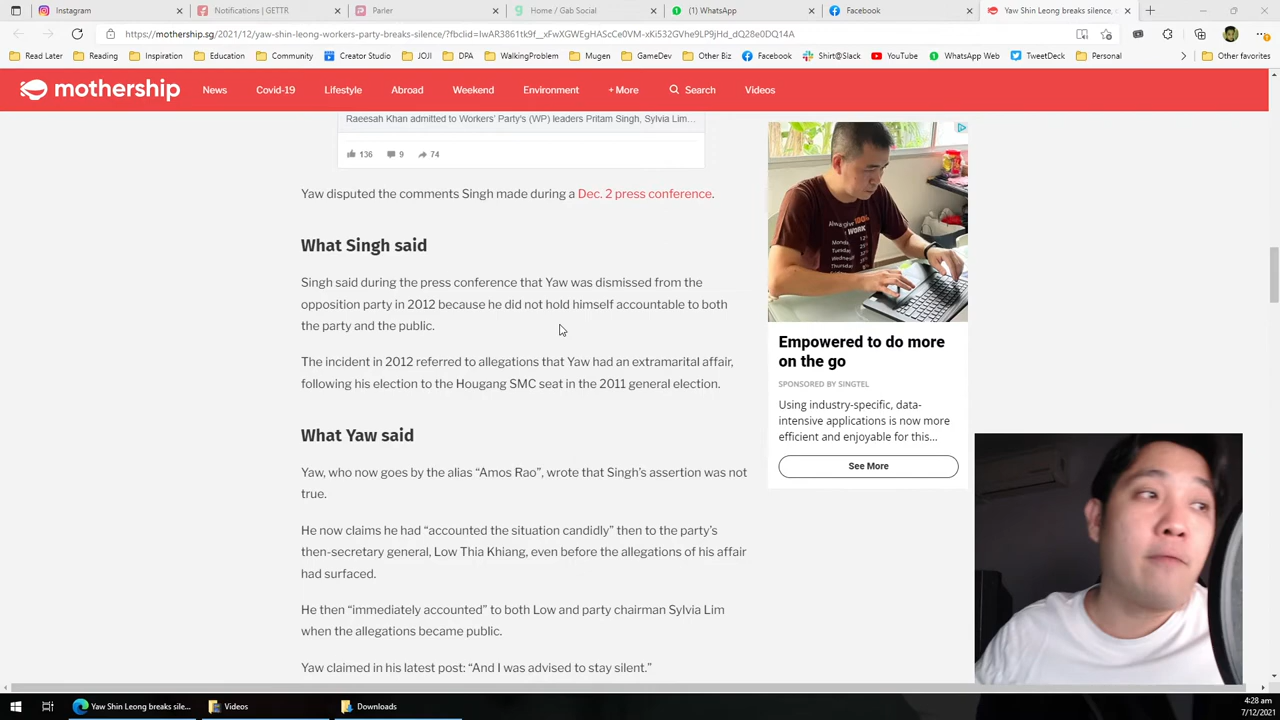 Instagram
Notifications | GETTR
Parler
Home / Gab Social
(1) WhatsApp
Facebook
Yaw Shin Leong breaks silence, c
https://mothership.sg/2021/12/yaw-shin-leong-workers-party-breaks-silence/?fbclid=IwAR3861tk9f__xFwXGWEgHAScCe0VM-xKi532GVhe9LP9jHd_dQ28e0DQ14A
Read Later
Reading
Inspiration
Education
Community
Creator Studio
JOJI
DPA
WalkingProblem
Mugen
GameDev
Other Biz
Facebook
Shirt@Slack
YouTube
WhatsApp Web
TweetDeck
Personal
Other favorites
mothership
News
Covid-19
Lifestyle
Abroad
Weekend
Environment
+ More
Search
Videos
Raeesah Khan admitted to Workers' Party's (WP) leaders Pritam Singh, Sylvia Lim...
136
9
74
Yaw disputed the comments Singh made during a Dec. 2 press conference.
What Singh said
Singh said during the press conference that Yaw was dismissed from the
opposition party in 2012 because he did not hold himself accountable to both
the party and the public.
The incident in 2012 referred to allegations that Yaw had an extramarital affair,
following his election to the Hougang SMC seat in the 2011 general election.
What Yaw said
Yaw, who now goes by the alias “Amos Rao”, wrote that Singh's assertion was not
true.
He now claims he had “accounted the situation candidly” then to the party's
then-secretary general, Low Thia Khiang, even before the allegations of his affair
had surfaced.
He then “immediately accounted” to both Low and party chairman Sylvia Lim
when the allegations became public.
Yaw claimed in his latest post: “And I was advised to stay silent.”
Empowered to do more
on the go
SPONSORED BY SINGTEL
Using industry-specific, data-
intensive applications is now more
efficient and enjoyable for this...
See More
Yaw Shin Leong breaks sile...
Videos
Downloads
4:28 am
7/12/2021